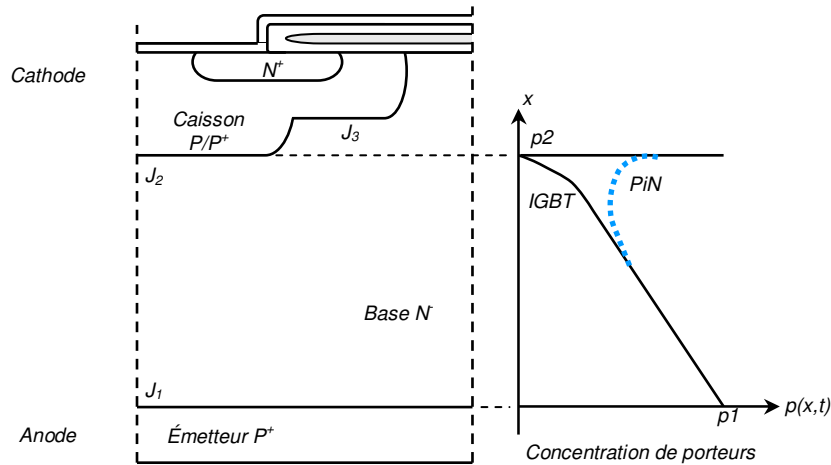 Cathode
N+
Caisson
P/P+
J3
J2
Base N-
J1
Anode
Émetteur P+
x
p2
IGBT
PiN
p1
p(x,t)
Concentration de porteurs